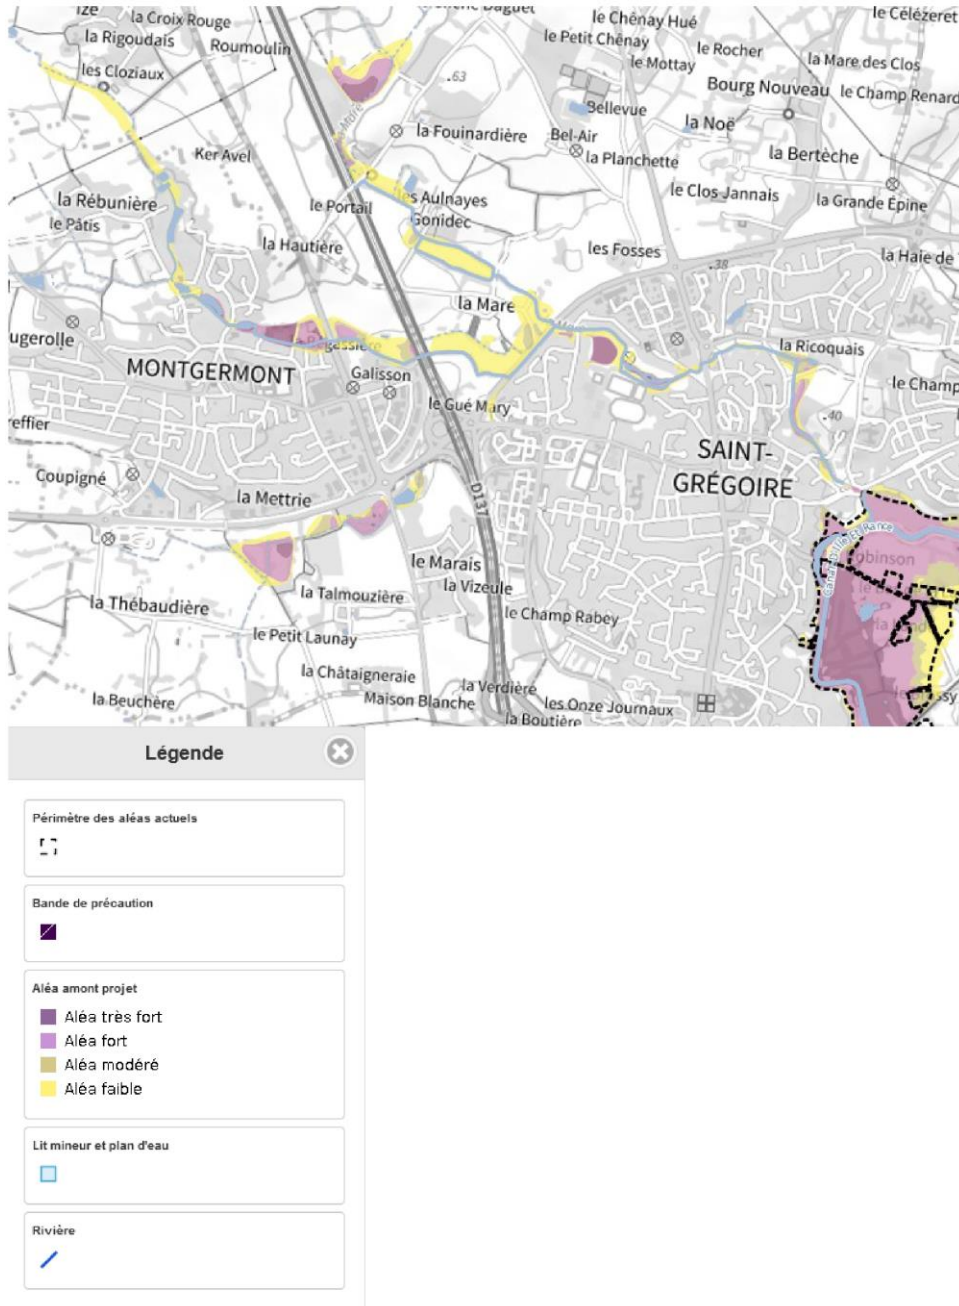 la Croix Rouge
le Chênay Hué
le Célézeret
la Rigoudais
Roumoulin
le Petit Chênay
le Rocher
le Mottay
la Mare des Clos
les Cloziaux
.63
Bourg Nouveau
le Champ Renard
Bellevue
la Fouinardière
Bel-Air
la Noë
Ker Avel
la Planchette
la Bertèche
la Rébunière
les Aulnayes
le Clos Jannais
la Grande Épine
le Portail
Gonidec
le Pâtis
la Hautière
les Fosses
.38
la Haie de
la Mare
ugerolle
la Ricoquais
MONTGERMONT
Galisson
le Champ
le Gué Mary
.40
reffier
SAINT-
GRÉGOIRE
Coupigné
la Mettrie
D137
Canal D'Ille Et Rance
obinson
le Marais
la Vizeule
la Thébaudière
la Talmouzière
le Champ Rabey
le Petit Launay
la Châtaigneraie
la Verdière
la Beuchère
Maison Blanche
les Onze Journaux
la Boutière
Légende
Périmètre des aléas actuels
Bande de précaution
Aléa amont projet
Aléa très fort
Aléa fort
Aléa modéré
Aléa faible
Lit mineur et plan d'eau
Rivière